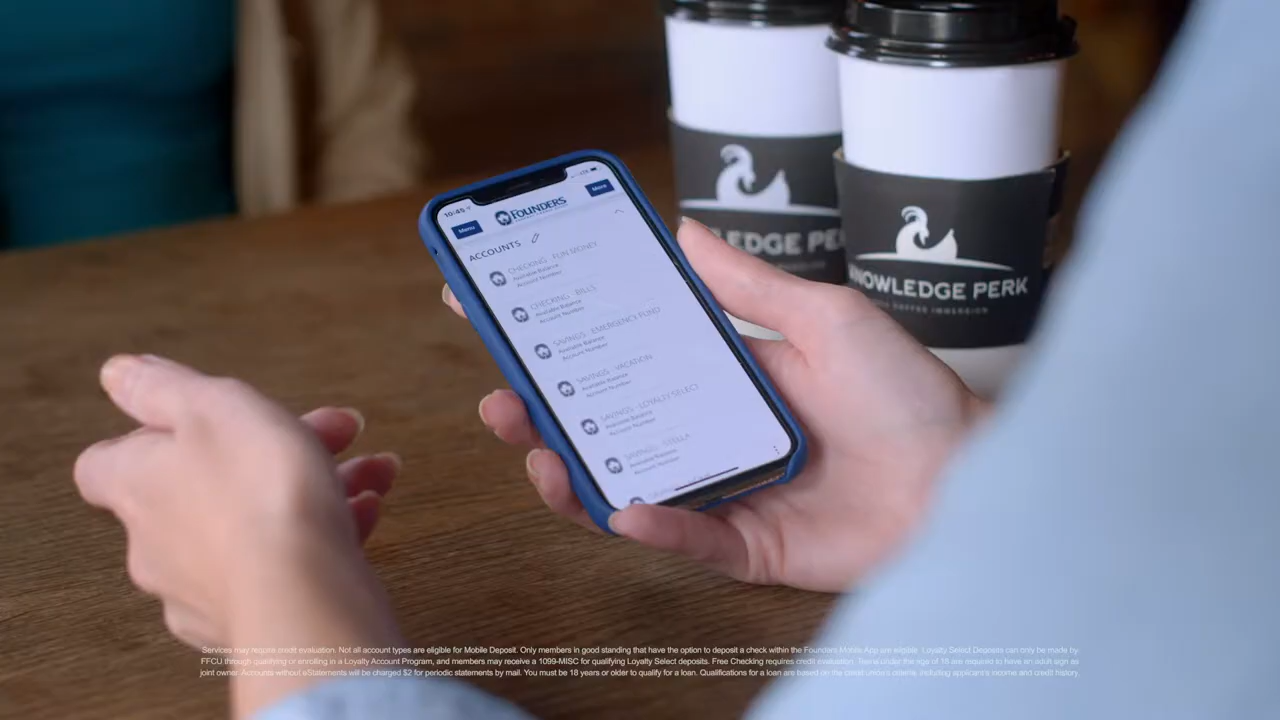 10:45
Menu
FOUNDERS
More
ACCOUNTS
CHECKING - FUN MONEY
Available Balance
Account Number
CHECKING - BILLS
Available Balance
Account Number
SAVINGS - EMERGENCY FUND
Available Balance
Account Number
SAVINGS - VACATION
Available Balance
Account Number
SAVINGS - LOYALTY SELECT
Available Balance
Account Number
SAVINGS - STELLA
Available Balance
Account Number
KNOWLEDGE PERK
COFFEE IMMERSION
Services may require credit evaluation. Not all account types are eligible for Mobile Deposit. Only members in good standing that have the option to deposit a check within the Founders Mobile App are eligible. Loyalty Select Deposits can only be made by
FFCU through qualifying or enrolling in a Loyalty Account Program, and members may receive a 1099-MISC for qualifying Loyalty Select deposits. Free Checking requires credit evaluation. Teens under the age of 18 are required to have an adult sign as
joint owner. Accounts without eStatements will be charged $2 for periodic statements by mail. You must be 18 years or older to qualify for a loan. Qualifications for a loan are based on the credit union's criteria, including applicant's income and credit history.